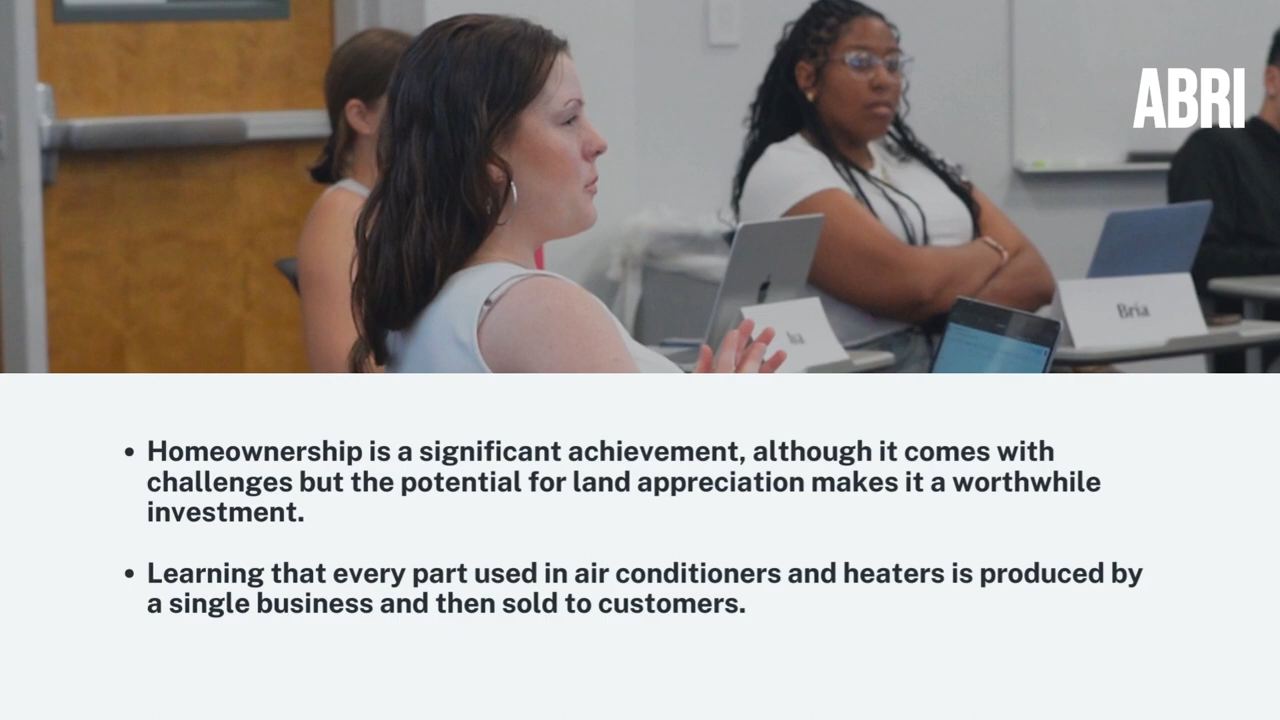 ABRI
Bria
• Homeownership is a significant achievement, although it comes with
challenges but the potential for land appreciation makes it a worthwhile
investment.
• Learning that every part used in air conditioners and heaters is produced by
a single business and then sold to customers.